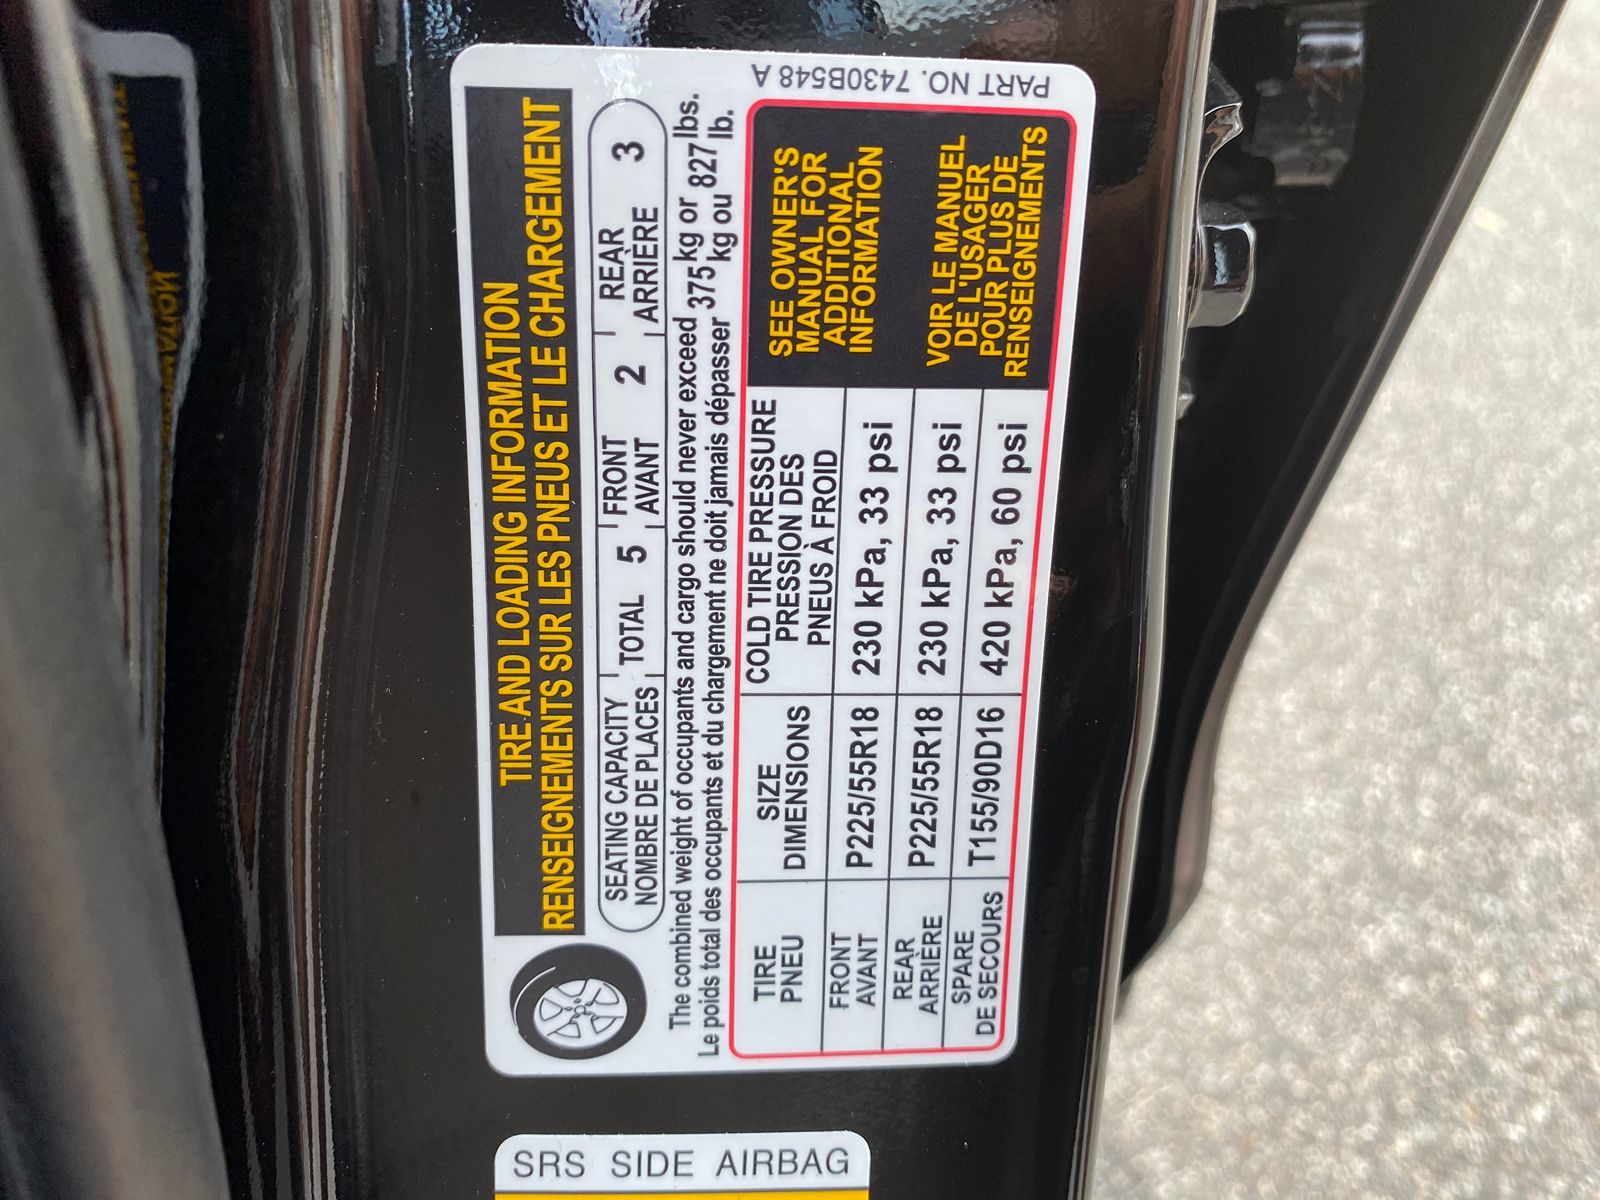 TIRE AND LOADING INFORMATION
RENSEIGNEMENTS SUR LES PNEUS ET LE CHARGEMENT
SEATING CAPACITY TOTAL 5 FRONT 2 REAR 3
NOMBRE DE PLACES AVANT ARRIÈRE
The combined weight of occupants and cargo should never exceed 375 kg or 827 lbs.
Le poids total des occupants et du chargement ne doit jamais dépasser 375 kg ou 827 lb.
TIRE SIZE COLD TIRE PRESSURE
PNEU DIMENSIONS PRESSION DES
PNEUS À FROID
FRONT P225/55R18 230 kPa, 33 psi
AVANT
REAR P225/55R18 230 kPa, 33 psi
ARRIÈRE
SPARE T155/90D16 420 kPa, 60 psi
DE SECOURS
SEE OWNER'S
MANUAL FOR
ADDITIONAL
INFORMATION
VOIR LE MANUEL
DE L'USAGER
POUR PLUS DE
RENSEIGNEMENTS
PART NO. 7430B548 A
SRS SIDE AIRBAG